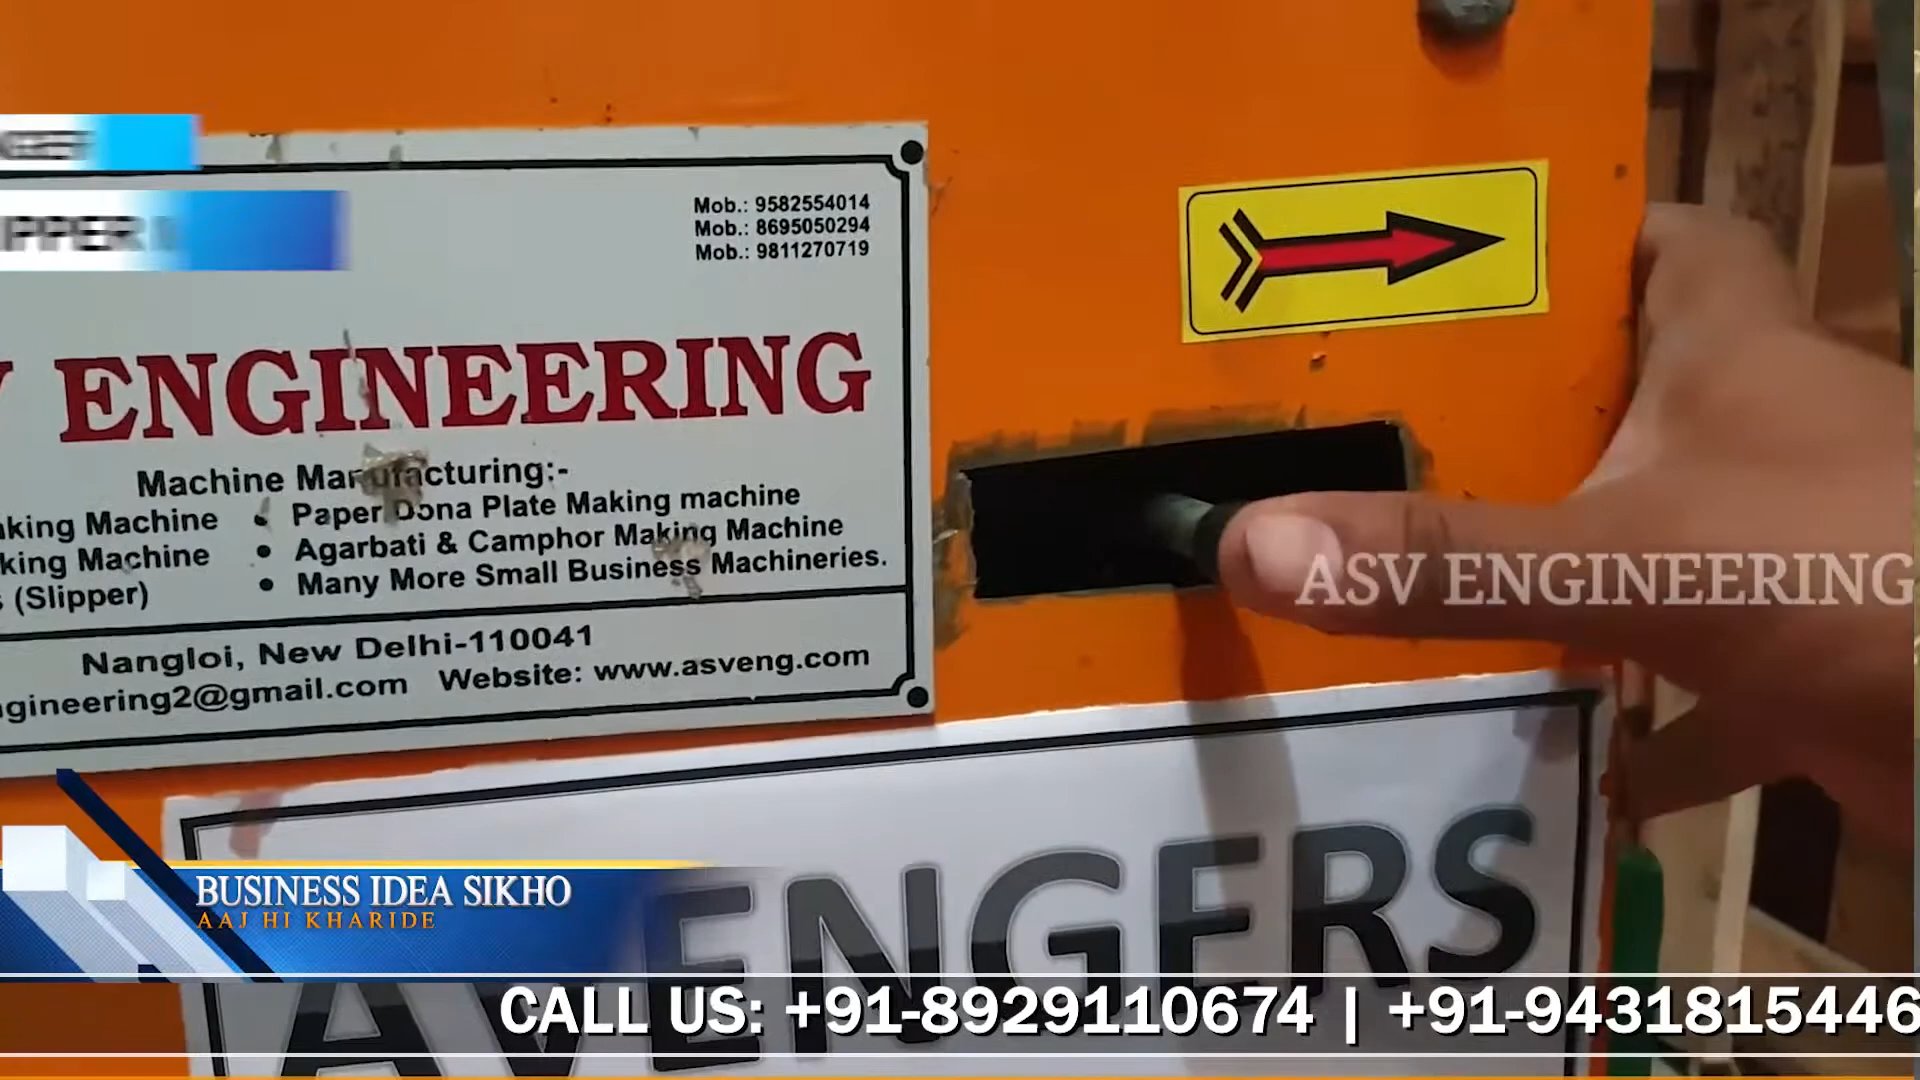 Mob.: 9582554014
Mob.: 8695050294
Mob.: 9811270719
ENGINEERING
Machine Manufacturing:-
aking Machine
• Paper Dona Plate Making machine
king Machine
• Agarbati & Camphor Making Machine
s (Slipper)
• Many More Small Business Machineries.
Nangloi, New Delhi-110041
ngineering2@gmail.com Website: www.asveng.com
ASV ENGINEERING
AVENGERS
BUSINESS IDEA SIKHO
AAJ HI KHARIDE
CALL US: +91-8929110674 | +91-9431815446